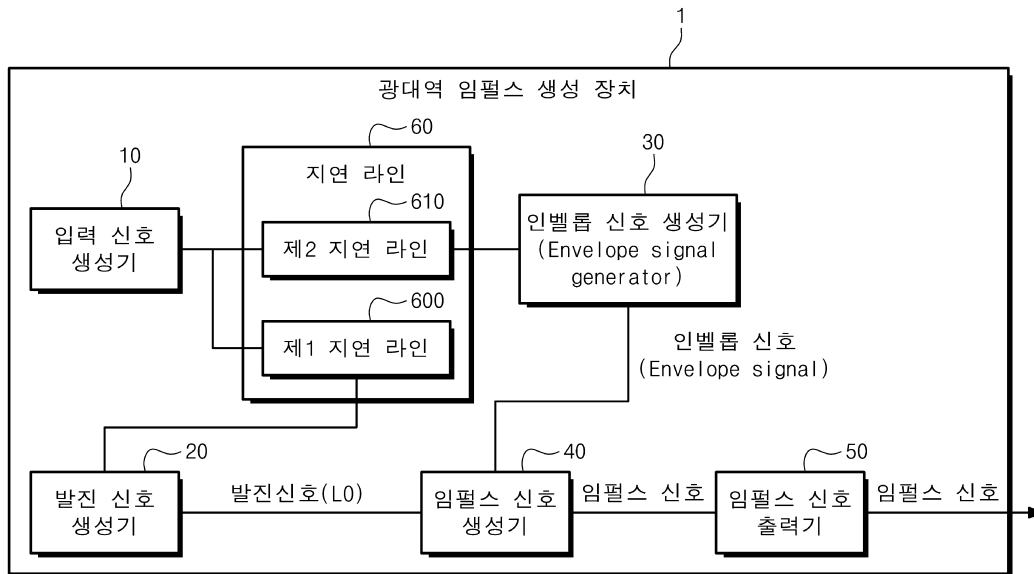 1
광대역 임펄스 생성 장치
60
10
30
지연 라인
610
입력 신호
생성기
제2 지연 라인
인벨롭 신호 생성기
(Envelope signal
generator)
600
제1 지연 라인
인벨롭 신호
(Envelope signal)
20
40
50
발진 신호
생성기
발진신호(LO)
임펄스 신호
생성기
임펄스 신호
임펄스 신호
출력기
임펄스 신호